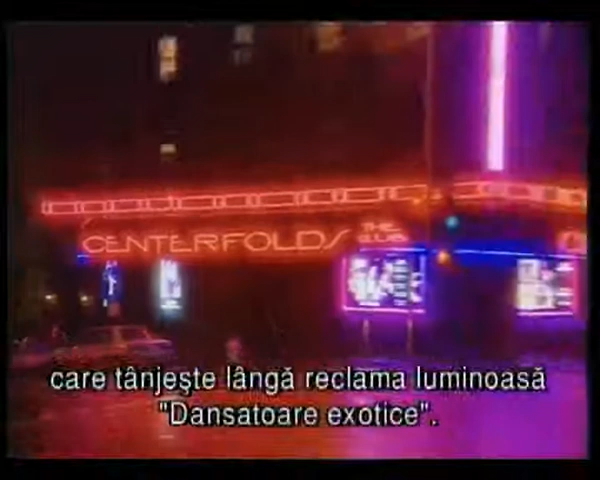 CENTERFOLDS
THE
CLUB
care tânjeşte lângă reclama luminoasă
"Dansatoare exotice".